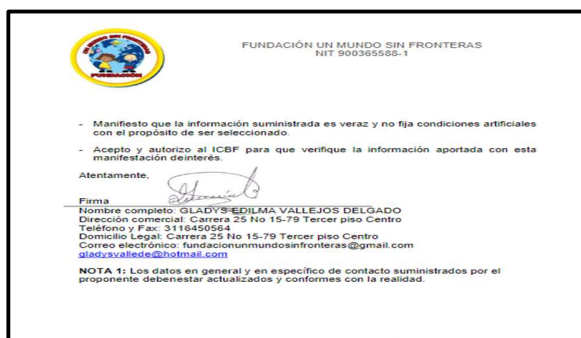 UN MUNDO SIN FRONTERAS
FUNDACIÓN
FUNDACIÓN UN MUNDO SIN FRONTERAS
NIT 900365588-1
- Manifiesto que la información suministrada es veraz y no fija condiciones artificiales
con el propósito de ser seleccionado.
- Acepto y autorizo al ICBF para que verifique la información aportada con esta
manifestación deinterés.
Atentamente,
Firma
Nombre completo: GLADYS EDILMA VALLEJOS DELGADO
Dirección comercial: Carrera 25 No 15-79 Tercer piso Centro
Teléfono y Fax: 3116450564
Domicilio Legal: Carrera 25 No 15-79 Tercer piso Centro
Correo electrónico: fundacionunmundosinfronteras@gmail.com
gladysvallede@hotmail.com
NOTA 1: Los datos en general y en específico de contacto suministrados por el
proponente debenestar actualizados y conformes con la realidad.